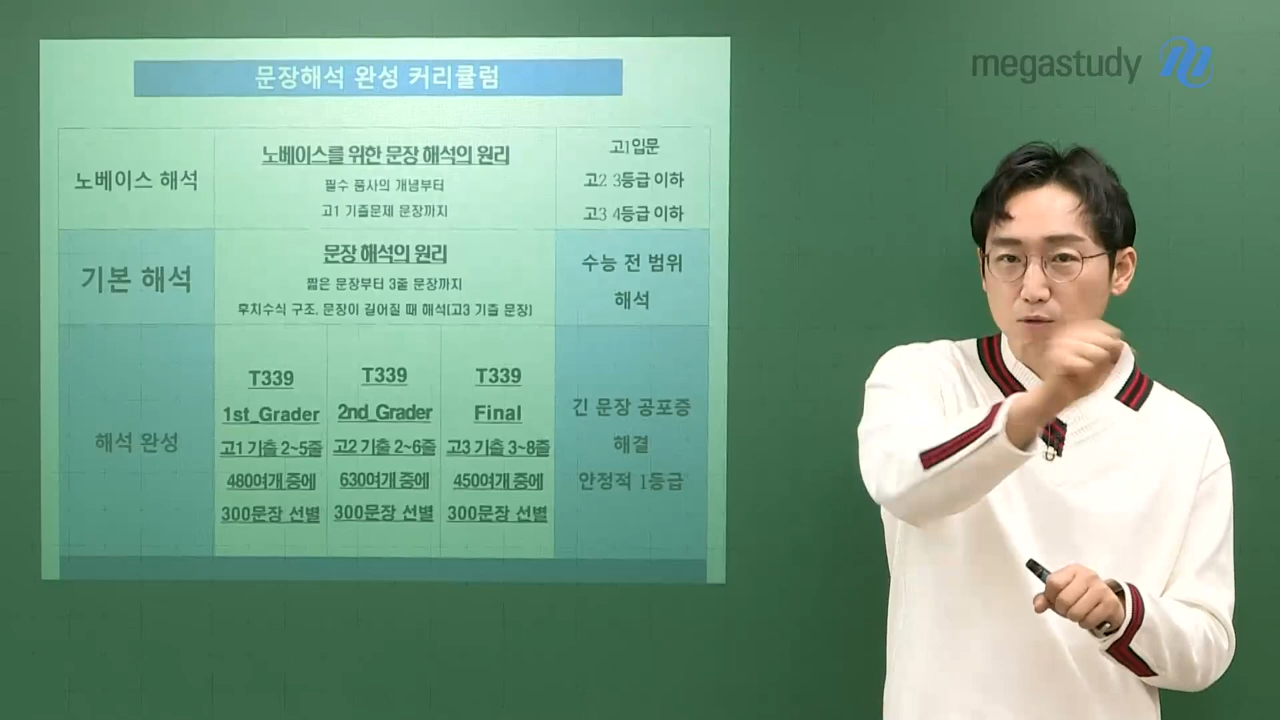 megastudy
문장해석 완성 커리큘럼
노베이스 해석
노베이스를 위한 문장 해석의 원리
필수 품사의 개념부터
고1 기출문제 문장까지
고1입문
고2 3등급 이하
고3 4등급 이하
기본 해석
문장 해석의 원리
짧은 문장부터 3줄 문장까지
후치수식 구조, 문장이 길어질 때 해석(고3 기출 문장)
수능 전 범위
해석
해석 완성
T339
1st_Grader
고1 기출 2~5줄
480여개 중에
300문장 선별
T339
2nd_Grader
고2 기출 2~6줄
630여개 중에
300문장 선별
T339
Final
고3 기출 3~8줄
450여개 중에
300문장 선별
긴 문장 공포증
해결
안정적 1등급